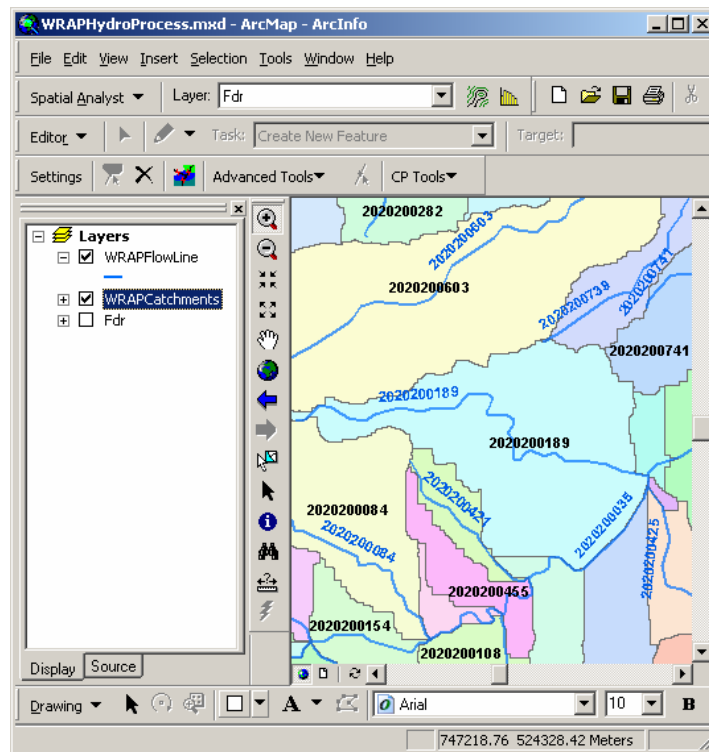 WRAPHydroProcess.mxd - ArcMap - ArcInfo
File Edit View Insert Selection Tools Window Help
Spatial Analyst Layer: Fdr
Editor Task: Create New Feature Target:
Settings Advanced Tools CP Tools
Layers
WRAPFlowLine
WRAPCatchments
Fdr
2020200282
2020200603
2020200603
2020200739
2020200741
2020200741
2020200189
2020200189
2020200421
2020200084
2020200084
2020200035
2020200425
2020200455
2020200154
2020200108
Display Source
Drawing A Arial 10 B
747218.76 524328.42 Meters